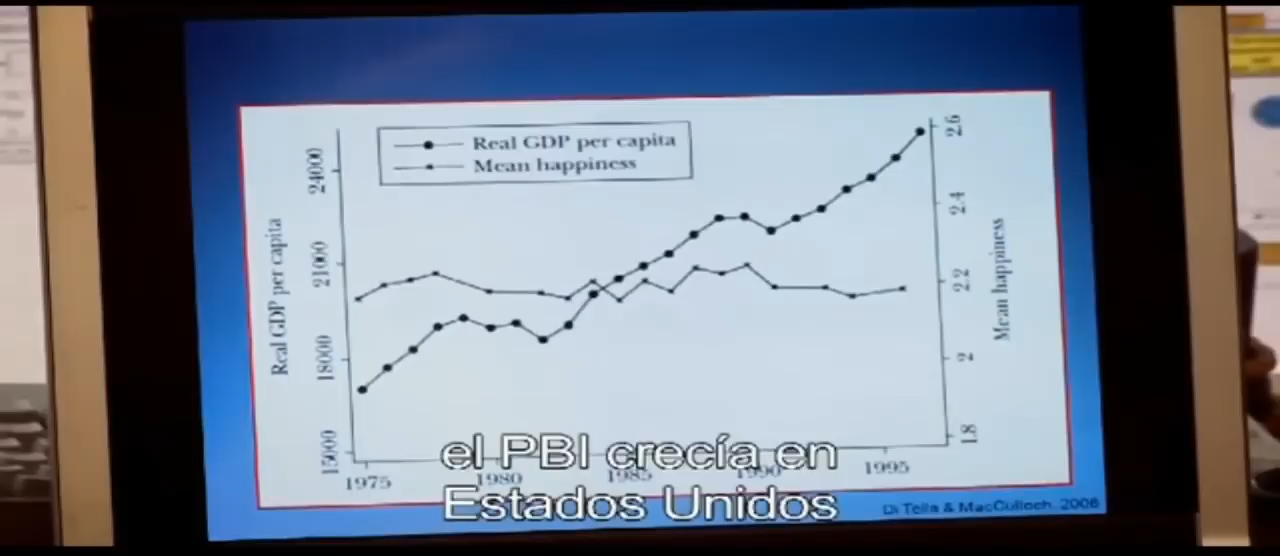 Real GDP per capita
Mean happiness
24000
21000
18000
15000
Real GDP per capita
2.6
2.4
2.2
2
1.8
Mean happiness
1975
1980
1985
1990
1995
el PBI crecía en
Estados Unidos
Di Tella & MacCulloch, 2006